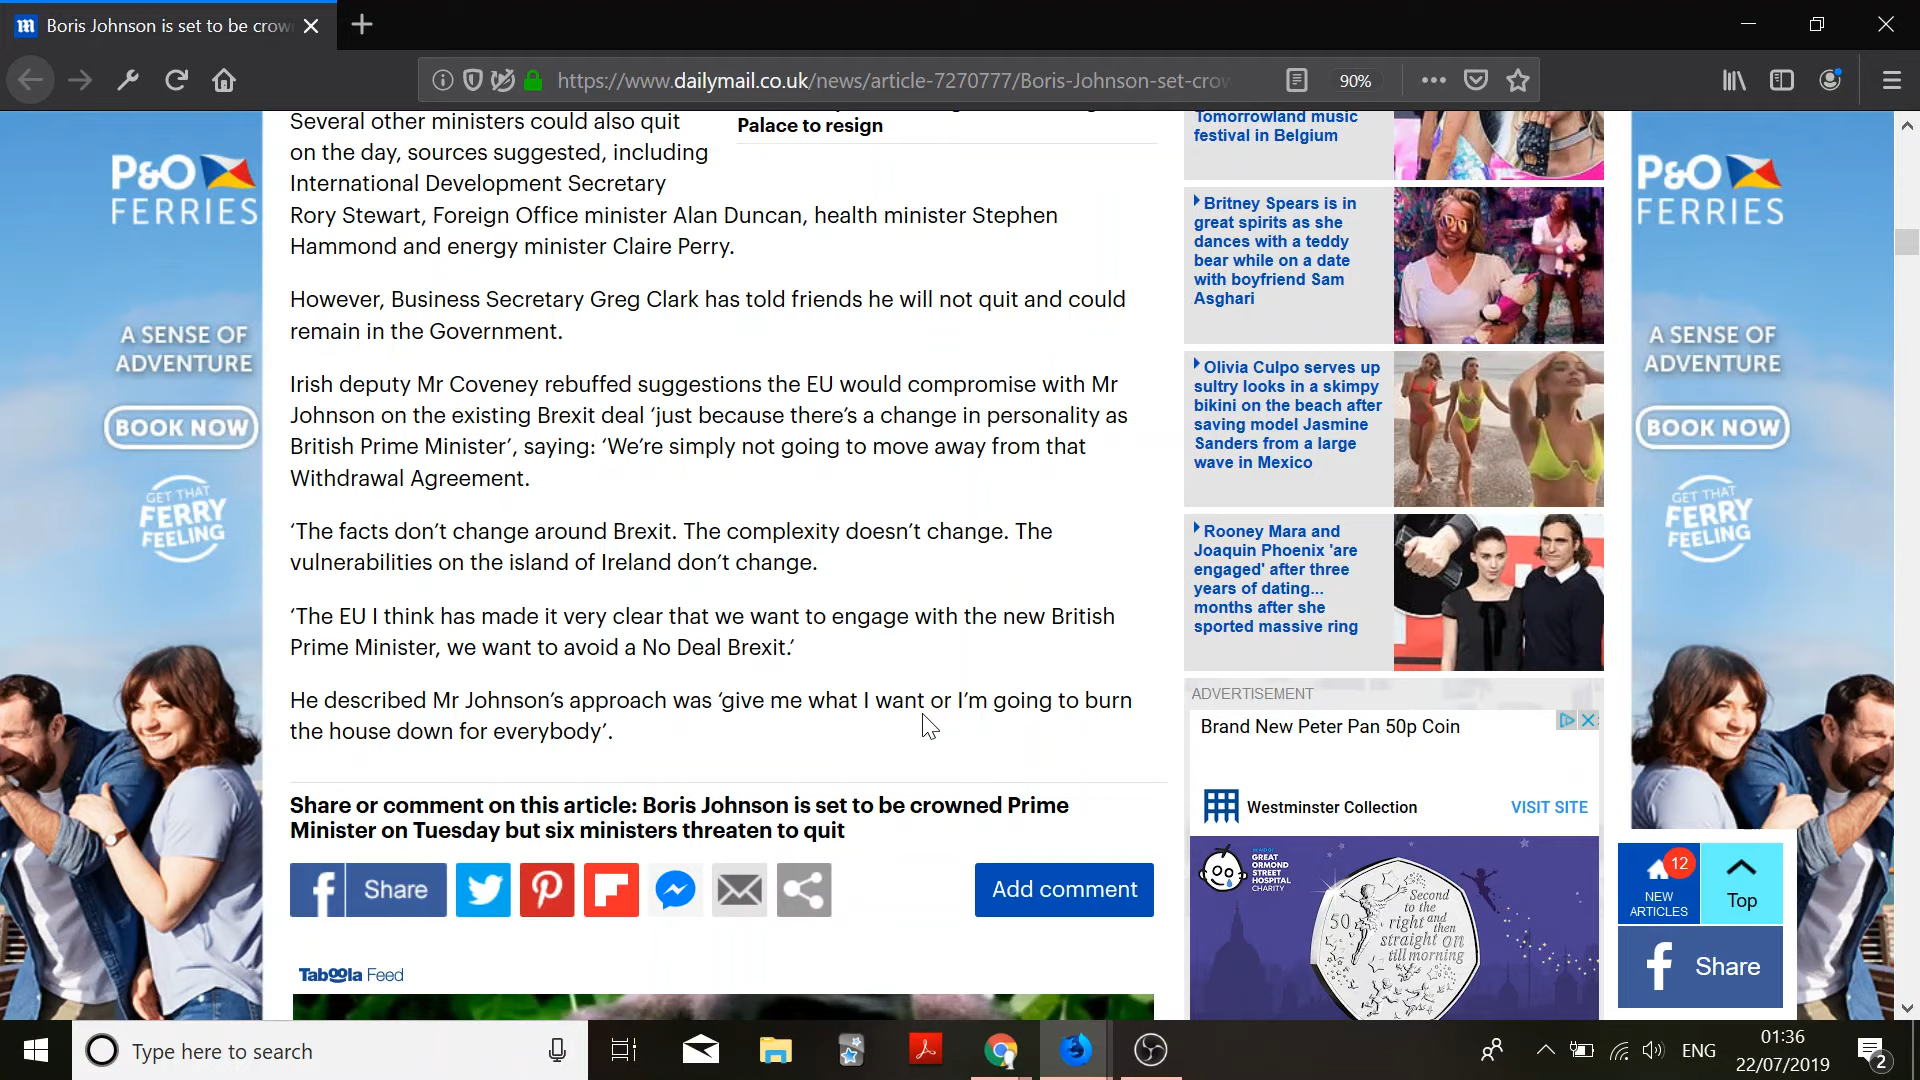 Boris Johnson is set to be crow
https://www.dailymail.co.uk/news/article-7270777/Boris-Johnson-set-crow
90%
P&O
FERRIES
A SENSE OF
ADVENTURE
BOOK NOW
GET THAT
FERRY
FEELING
Several other ministers could also quit
on the day, sources suggested, including
International Development Secretary
Rory Stewart, Foreign Office minister Alan Duncan, health minister Stephen
Hammond and energy minister Claire Perry.
Palace to resign
However, Business Secretary Greg Clark has told friends he will not quit and could
remain in the Government.
Irish deputy Mr Coveney rebuffed suggestions the EU would compromise with Mr
Johnson on the existing Brexit deal ‘just because there’s a change in personality as
British Prime Minister’, saying: ‘We’re simply not going to move away from that
Withdrawal Agreement.
‘The facts don’t change around Brexit. The complexity doesn’t change. The
vulnerabilities on the island of Ireland don’t change.
‘The EU I think has made it very clear that we want to engage with the new British
Prime Minister, we want to avoid a No Deal Brexit.’
He described Mr Johnson’s approach was ‘give me what I want or I’m going to burn
the house down for everybody’.
Share or comment on this article: Boris Johnson is set to be crowned Prime
Minister on Tuesday but six ministers threaten to quit
Share
Add comment
Taboola Feed
Tomorrowland music
festival in Belgium
Britney Spears is in
great spirits as she
dances with a teddy
bear while on a date
with boyfriend Sam
Asghari
Olivia Culpo serves up
sultry looks in a skimpy
bikini on the beach after
saving model Jasmine
Sanders from a large
wave in Mexico
Rooney Mara and
Joaquin Phoenix 'are
engaged' after three
years of dating...
months after she
sported massive ring
ADVERTISEMENT
Brand New Peter Pan 50p Coin
Westminster Collection
VISIT SITE
IN AID OF
GREAT
ORMOND
STREET
HOSPITAL
CHARITY
50
Second
to the
right and
then
straight on
till morning
P&O
FERRIES
A SENSE OF
ADVENTURE
BOOK NOW
GET THAT
FERRY
FEELING
12
NEW
ARTICLES
Top
Share
Type here to search
ENG
01:36
22/07/2019
2